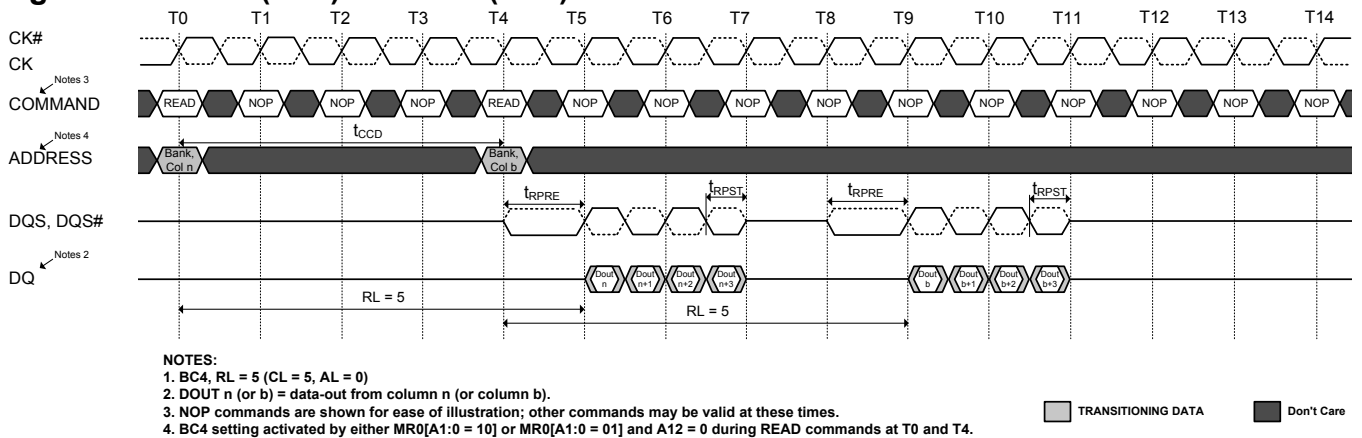 T0 T1 T2 T3 T4 T5 T6 T7 T8 T9 T10 T11 T12 T13 T14
CK#
CK
Notes 3
COMMAND READ NOP NOP NOP READ NOP NOP NOP NOP NOP NOP NOP NOP NOP NOP
tCCD
Notes 4
ADDRESS Bank, Col n Bank, Col b
tRPRE tRPST tRPRE tRPST
DQS, DQS#
Notes 2
DQ Dout n Dout n+1 Dout n+2 Dout n+3 Dout b Dout b+1 Dout b+2 Dout b+3
RL = 5 RL = 5
NOTES:
1. BC4, RL = 5 (CL = 5, AL = 0)
2. DOUT n (or b) = data-out from column n (or column b).
3. NOP commands are shown for ease of illustration; other commands may be valid at these times.
4. BC4 setting activated by either MR0[A1:0 = 10] or MR0[A1:0 = 01] and A12 = 0 during READ commands at T0 and T4.
TRANSITIONING DATA Don't Care